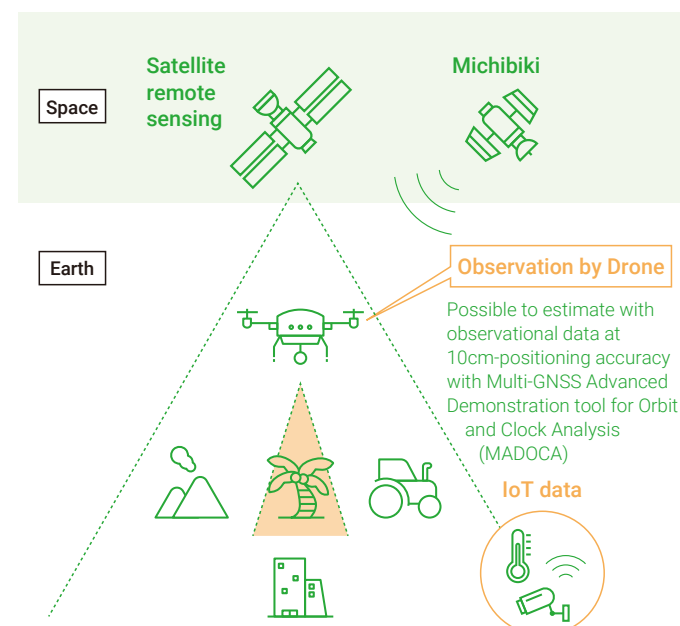 Satellite
remote
sensing
Michibiki
Space
Earth
Observation by Drone
Possible to estimate with
observational data at
10cm-positioning accuracy
with Multi-GNSS Advanced
Demonstration tool for Orbit
and Clock Analysis
(MADOCA)
IoT data